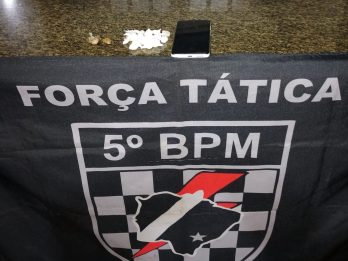 FORÇA TÁTICA
5º BPM